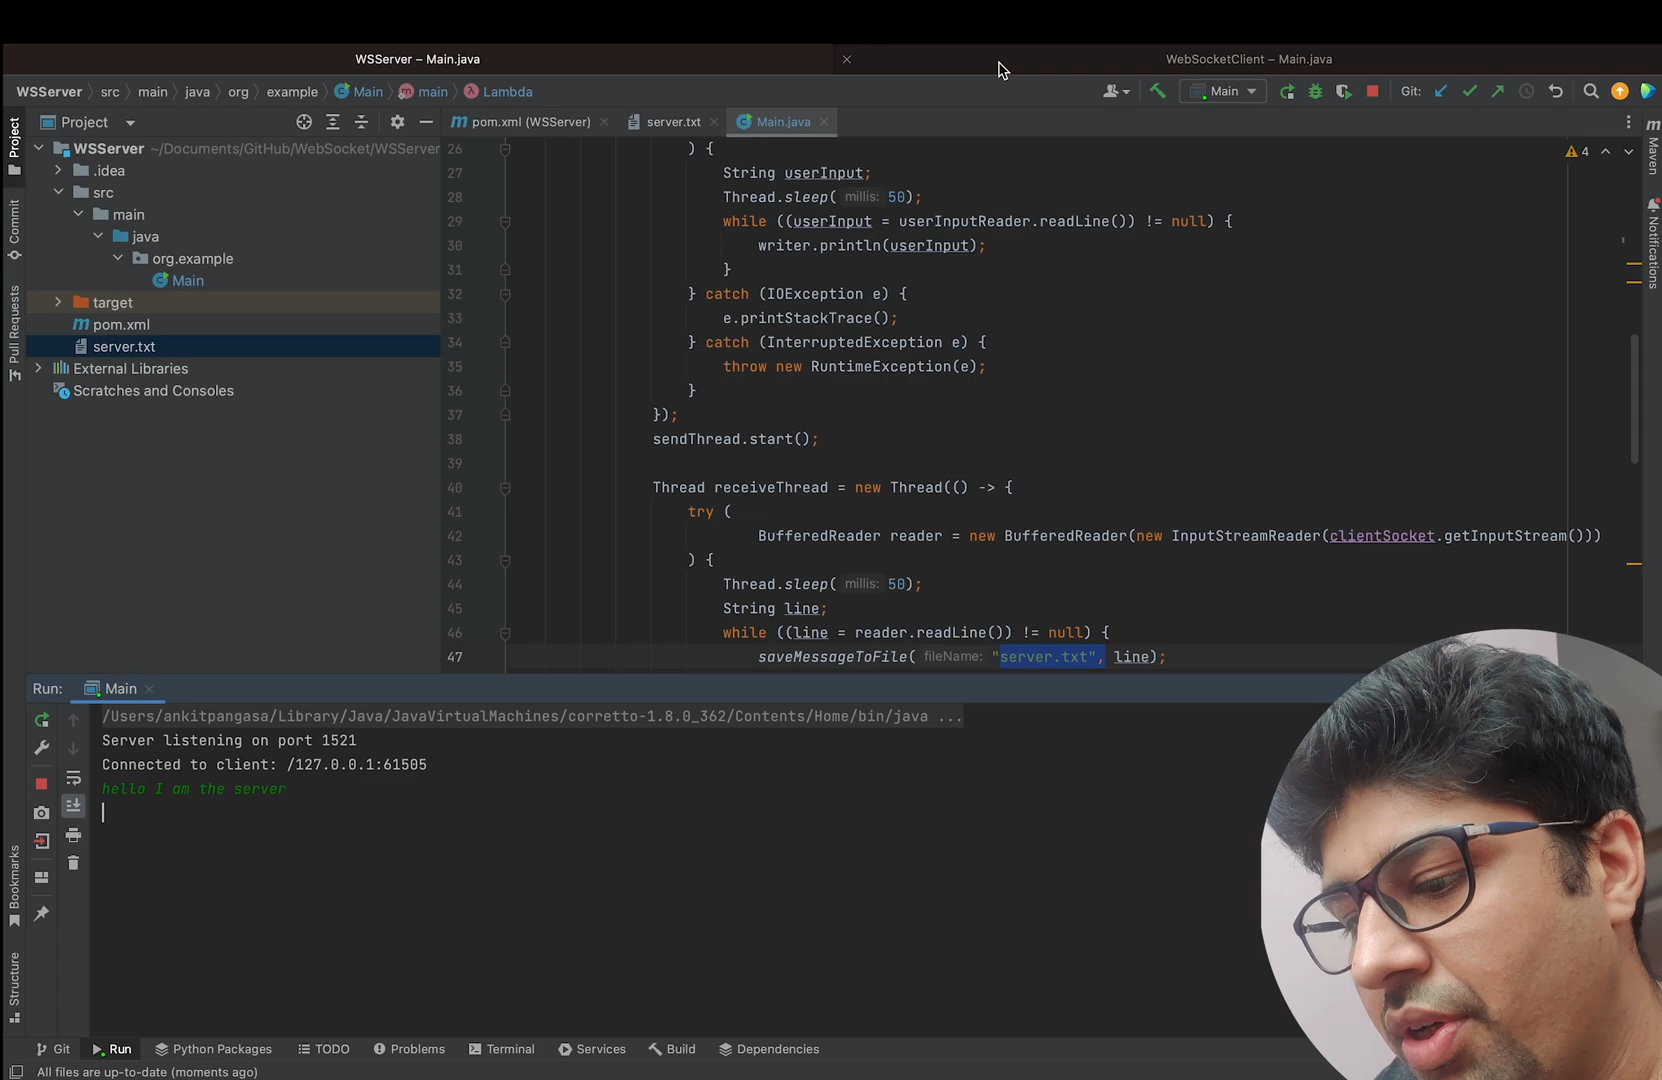 WSServer – Main.java
WebSocketClient – Main.java
WSServer src main java org example Main main Lambda
Main
Git:
Project
pom.xml (WSServer)
server.txt
Main.java
WSServer ~/Documents/GitHub/WebSocket/WSServer
.idea
src
main
java
org.example
Main
target
pom.xml
server.txt
External Libraries
Scratches and Consoles
4
26 ) {
27 String userInput;
28 Thread.sleep( millis: 50);
29 while ((userInput = userInputReader.readLine()) != null) {
30 writer.println(userInput);
31 }
32 } catch (IOException e) {
33 e.printStackTrace();
34 } catch (InterruptedException e) {
35 throw new RuntimeException(e);
36 }
37 });
38 sendThread.start();
39
40 Thread receiveThread = new Thread(() -> {
41 try (
42 BufferedReader reader = new BufferedReader(new InputStreamReader(clientSocket.getInputStream()))
43 ) {
44 Thread.sleep( millis: 50);
45 String line;
46 while ((line = reader.readLine()) != null) {
47 saveMessageToFile( fileName: "server.txt", line);
Run: Main
/Users/ankitpangasa/Library/Java/JavaVirtualMachines/corretto-1.8.0_362/Contents/Home/bin/java ...
Server listening on port 1521
Connected to client: /127.0.0.1:61505
hello I am the server
Project
Commit
Pull Requests
Bookmarks
Structure
Maven
Notifications
Git
Run
Python Packages
TODO
Problems
Terminal
Services
Build
Dependencies
All files are up-to-date (moments ago)